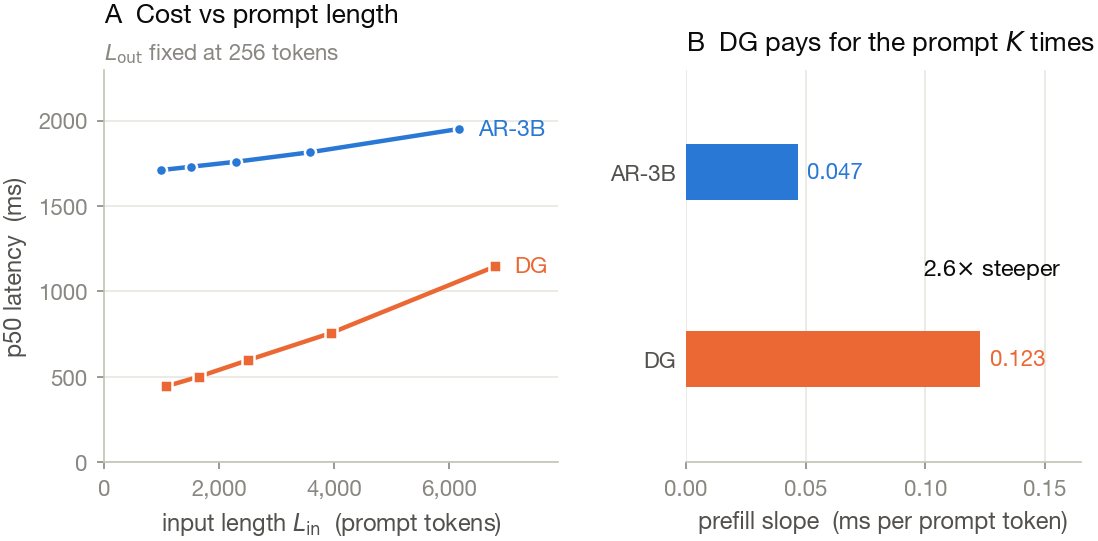 A Cost vs prompt length
L_out fixed at 256 tokens
p50 latency (ms)
2000
1500
1000
500
0
AR-3B
DG
0
2,000
4,000
6,000
input length L_in (prompt tokens)
B DG pays for the prompt K times
AR-3B
0.047
2.6× steeper
DG
0.123
0.00
0.05
0.10
0.15
prefill slope (ms per prompt token)